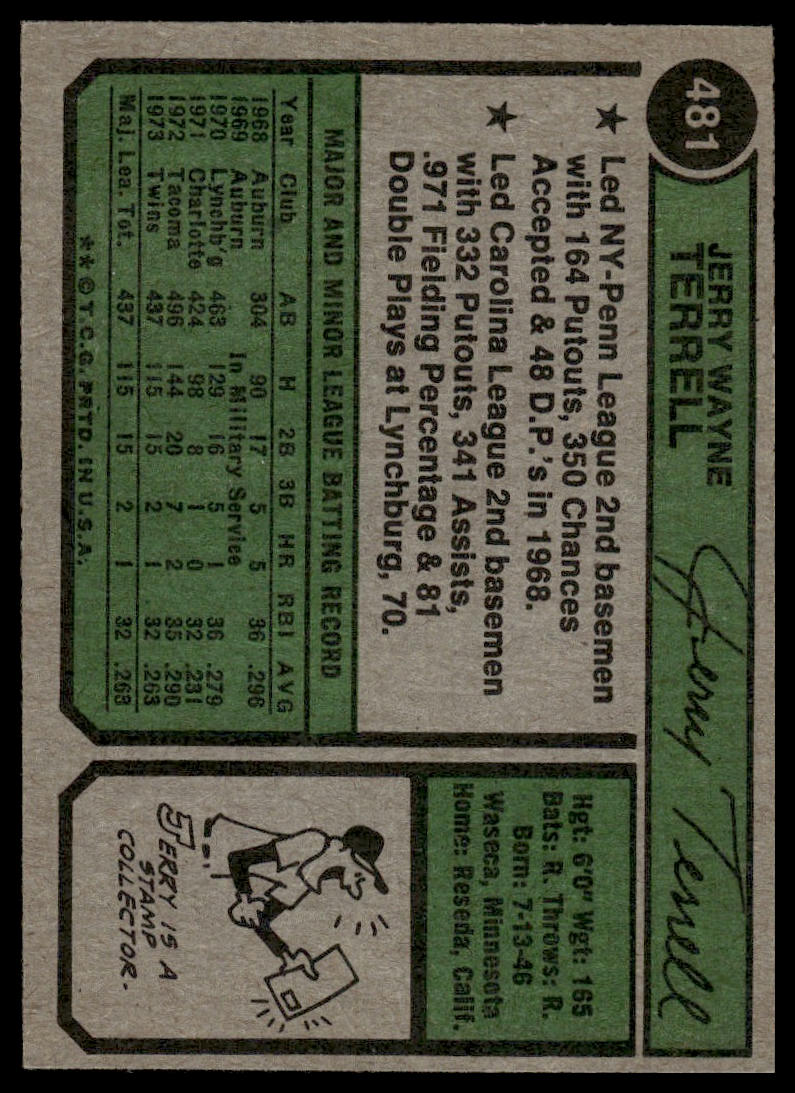 481
JERRY WAYNE
TERRELL
Jerry Terrell
★ Led NY-Penn League 2nd basemen
with 164 Putouts, 350 Chances
Accepted & 48 D.P.'s in 1968.
★ Led Carolina League 2nd basemen
with 332 Putouts, 341 Assists,
.971 Fielding Percentage & 81
Double Plays at Lynchburg, 70.
MAJOR AND MINOR LEAGUE BATTING RECORD
Year Club AB H 2B 3B HR RBI AVG
1968 Auburn 304 90 17 5 5 36 .296
1969 Auburn In Military Service
1970 Lynchb'g 463 129 16 5 1 36 .279
1971 Charlotte 424 98 8 1 0 32 .231
1972 Tacoma 496 144 20 7 2 35 .290
1973 Twins 437 115 15 2 1 32 .263
Maj. Lea. Tot. 437 115 15 2 1 32 .263
**© T.C.G. PRTD. IN U.S.A.
Hgt: 6'0" Wgt: 165
Bats: R. Throws: R.
Born: 7-13-46
Waseca, Minnesota
Home: Reseda, Calif.
JERRY IS A
STAMP
COLLECTOR.